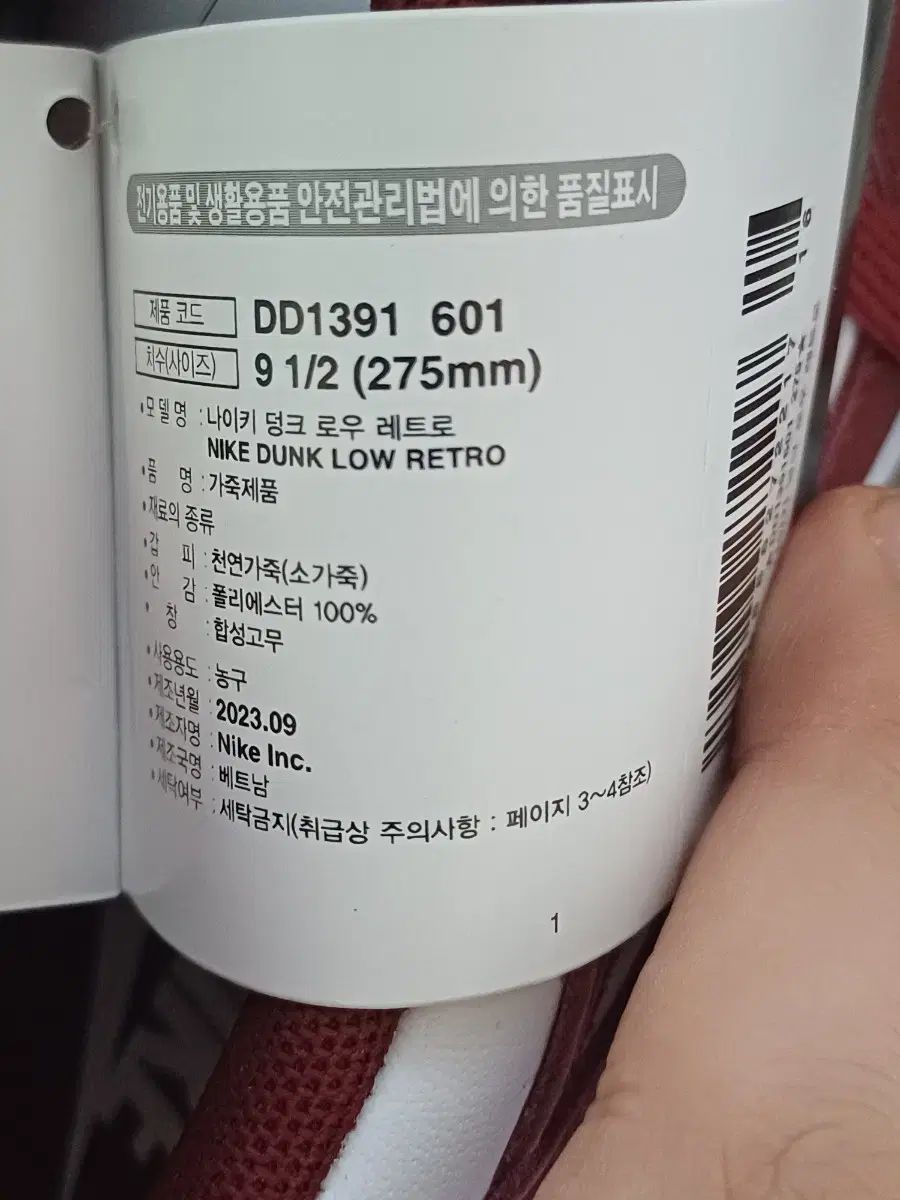 전기용품 및 생활용품 안전관리법에 의한 품질표시
제품 코드 DD1391 601
치수(사이즈) 9 1/2 (275mm)
•모델명 : 나이키 덩크 로우 레트로
NIKE DUNK LOW RETRO
•품 명 : 가죽제품
•재료의 종류
•갑 피 : 천연가죽(소가죽)
•안 감 : 폴리에스터 100%
•창 : 합성고무
•사용용도 : 농구
•제조년월 : 2023.09
•제조자명 : Nike Inc.
•제조국명 : 베트남
•세탁여부 : 세탁금지(취급상 주의사항 : 페이지 3~4참조)
1
16